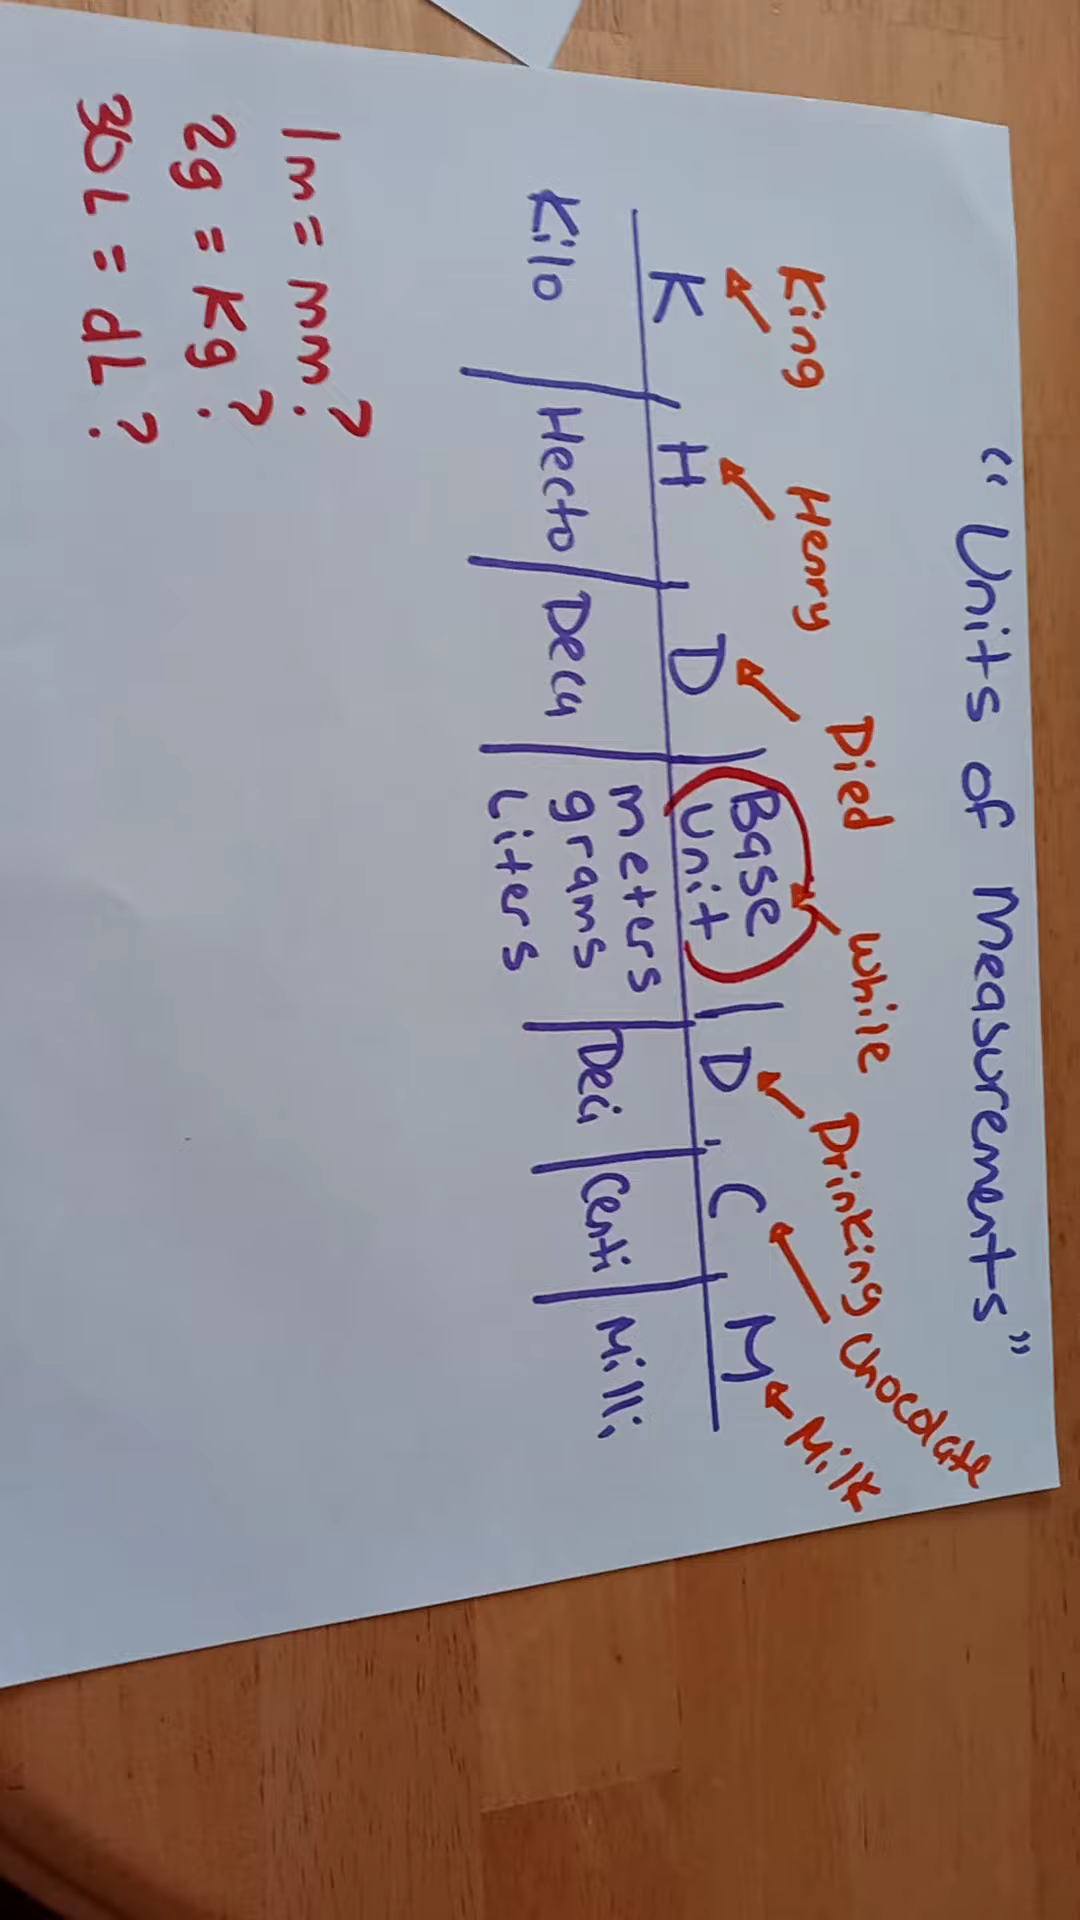 "Units of Measurements"
King Henry Died While Drinking Chocolate Milk
K H D Base Unit D C M
Kilo Hecto Deca meters grams Liters Deci Centi Milli
1m = mm?
2g = Kg?
30L = dL?